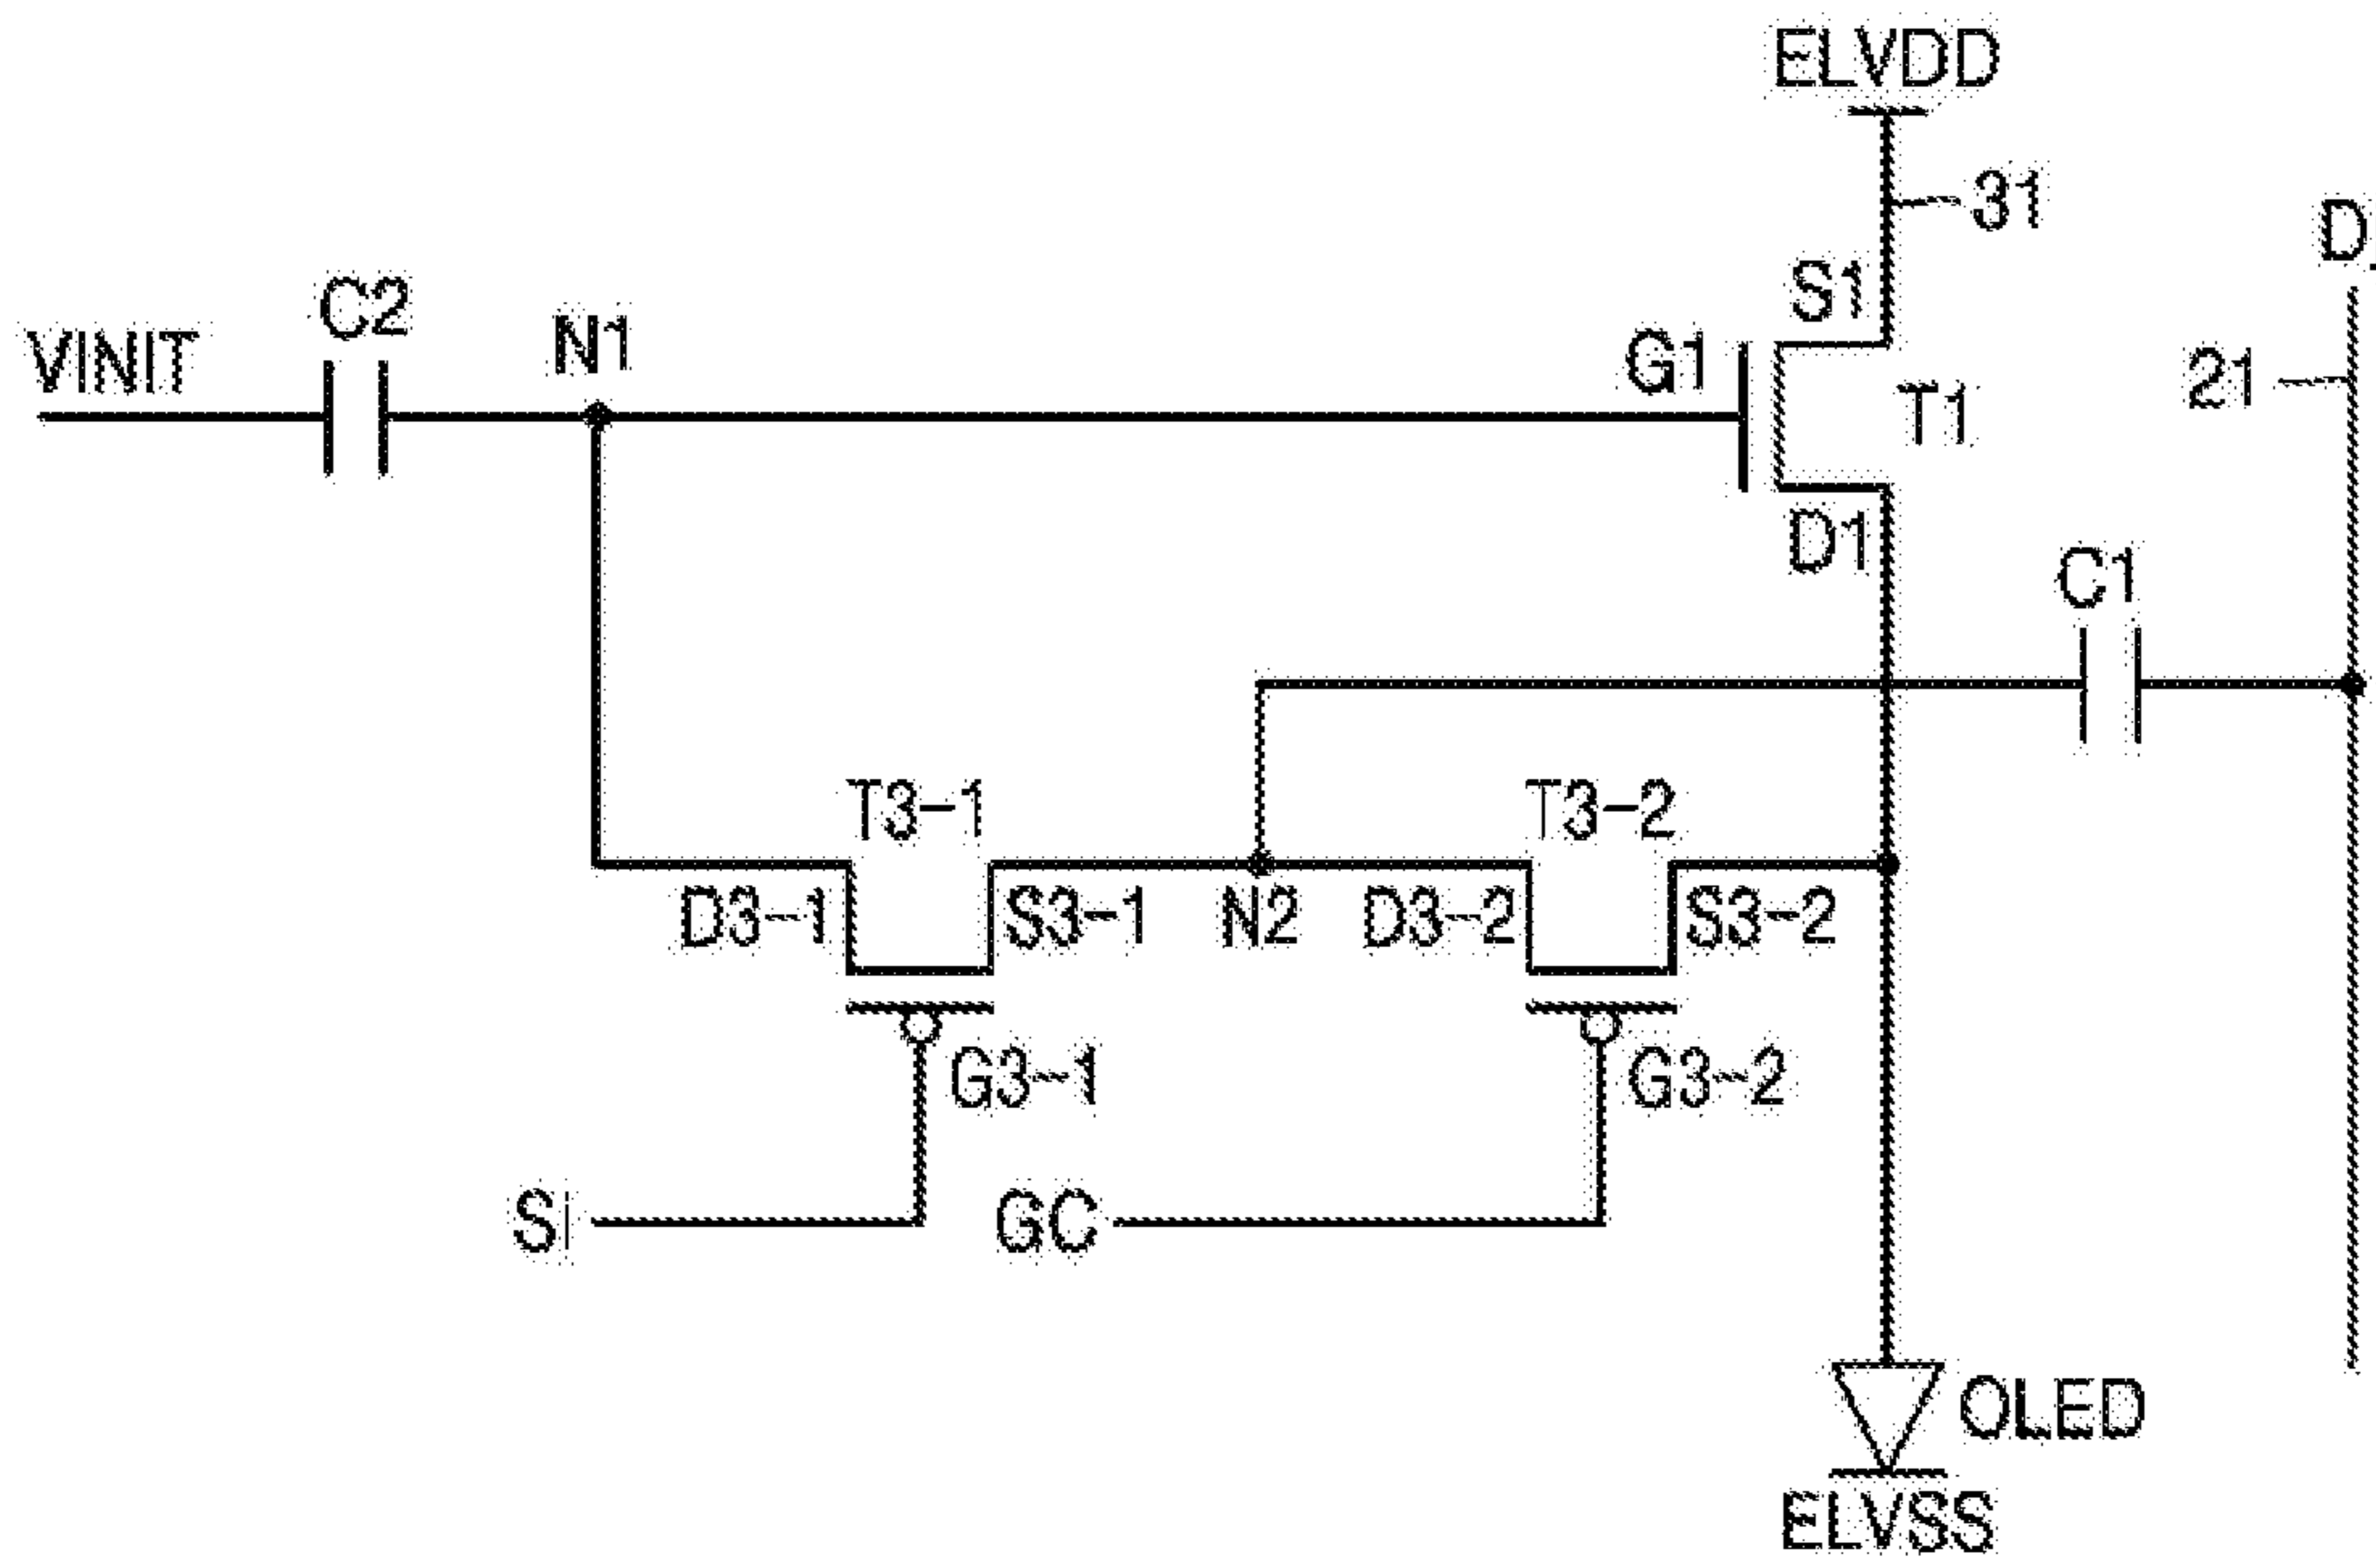 ELVDD
31
D
S1
C2
N1
VINIT
G1
21
T1
D1
C1
T3-1
T3-2
D3-1
S3-1
N2
D3-2
S3-2
G3-1
G3-2
Si
GC
OLED
ELVSS